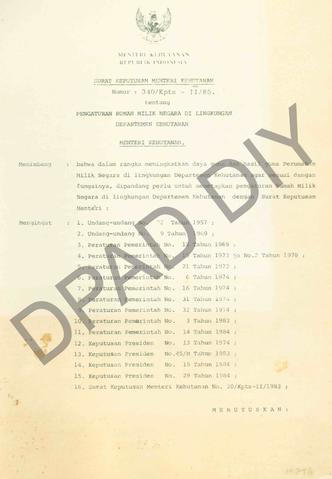 MENTERI KEHUTANAN
REPUBLIK INDONESIA
SURAT KEPUTUSAN MENTERI KEHUTANAN
Nomor : 340/Kpts - II/85.
tentang
PENGATURAN RUMAH MILIK NEGARA DI LINGKUNGAN
DEPARTEMEN KEHUTANAN
MENTERI KEHUTANAN,
Menimbang : bahwa dalam rangka meningkatkan daya guna dan hasil guna Perumahan
Milik Negara di lingkungan Departemen Kehutanan agar sesuai dengan
fungsinya, dipandang perlu untuk menetapkan pengaturan Rumah Milik
Negara di lingkungan Departemen Kehutanan dengan Surat Keputusan
Menteri :
Mengingat : 1. Undang-undang No. 72 Tahun 1957 ;
2. Undang-undang No. 9 Tahun 1969 ;
3. Peraturan Pemerintah No. 11 Tahun 1969 ;
4. Peraturan Pemerintah No. Tahun 1971 jo No.2 Tahun 1978 ;
5. Peraturan Pemerintah No. 21 Tahun 1972 ;
6. Peraturan Pemerintah No. 6 Tahun 1974 ;
7. Peraturan Pemerintah No. 16 Tahun 1974 ;
8. Peraturan Pemerintah No. 31 Tahun 1974 ;
9. Peraturan Pemerintah No. 32 Tahun 1974 ;
10. Peraturan Pemerintah No. 3 Tahun 1983 ;
11. Peraturan Pemerintah No. 14 Tahun 1984 ;
12. Keputusan Presiden No. 13 Tahun 1974 ;
13. Keputusan Presiden No.45/M Tahun 1983 ;
14. Keputusan Presiden No. 15 Tahun 1984 ;
15. Keputusan Presiden No. 29 Tahun 1984 ;
16. Surat Keputusan Menteri Kehutanan No. 20/Kpts-II/1983 ;
M E M U T U S K A N :
DPAD DIY